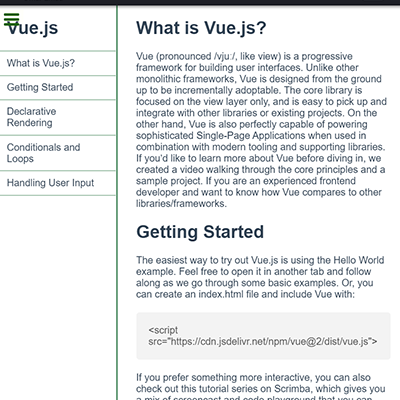 Vue.js
What is Vue.js?
Getting Started
Declarative
Rendering
Conditionals and
Loops
Handling User Input
What is Vue.js?
Vue (pronounced /vjuː/, like view) is a progressive
framework for building user interfaces. Unlike other
monolithic frameworks, Vue is designed from the ground
up to be incrementally adoptable. The core library is
focused on the view layer only, and is easy to pick up and
integrate with other libraries or existing projects. On the
other hand, Vue is also perfectly capable of powering
sophisticated Single-Page Applications when used in
combination with modern tooling and supporting libraries.
If you'd like to learn more about Vue before diving in, we
created a video walking through the core principles and a
sample project. If you are an experienced frontend
developer and want to know how Vue compares to other
libraries/frameworks.
Getting Started
The easiest way to try out Vue.js is using the Hello World
example. Feel free to open it in another tab and follow
along as we go through some basic examples. Or, you
can create an index.html file and include Vue with:
<script
src="https://cdn.jsdelivr.net/npm/vue@2/dist/vue.js">
If you prefer something more interactive, you can also
check out this tutorial series on Scrimba, which gives you
a mix of screencast and code playground that you can